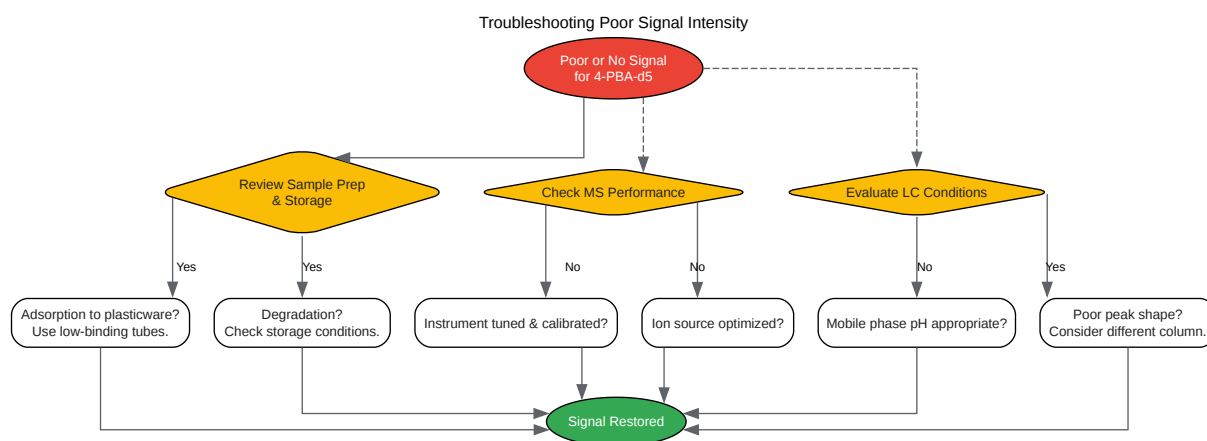 Troubleshooting Poor Signal Intensity
Poor or No Signal
for 4-PBA-d5
Review Sample Prep
& Storage
Check MS Performance
Evaluate LC Conditions
Yes
Yes
No
No
No
Yes
Adsorption to plasticware?
Use low-binding tubes.
Degradation?
Check storage conditions.
Instrument tuned & calibrated?
Ion source optimized?
Mobile phase pH appropriate?
Poor peak shape?
Consider different column.
Signal Restored